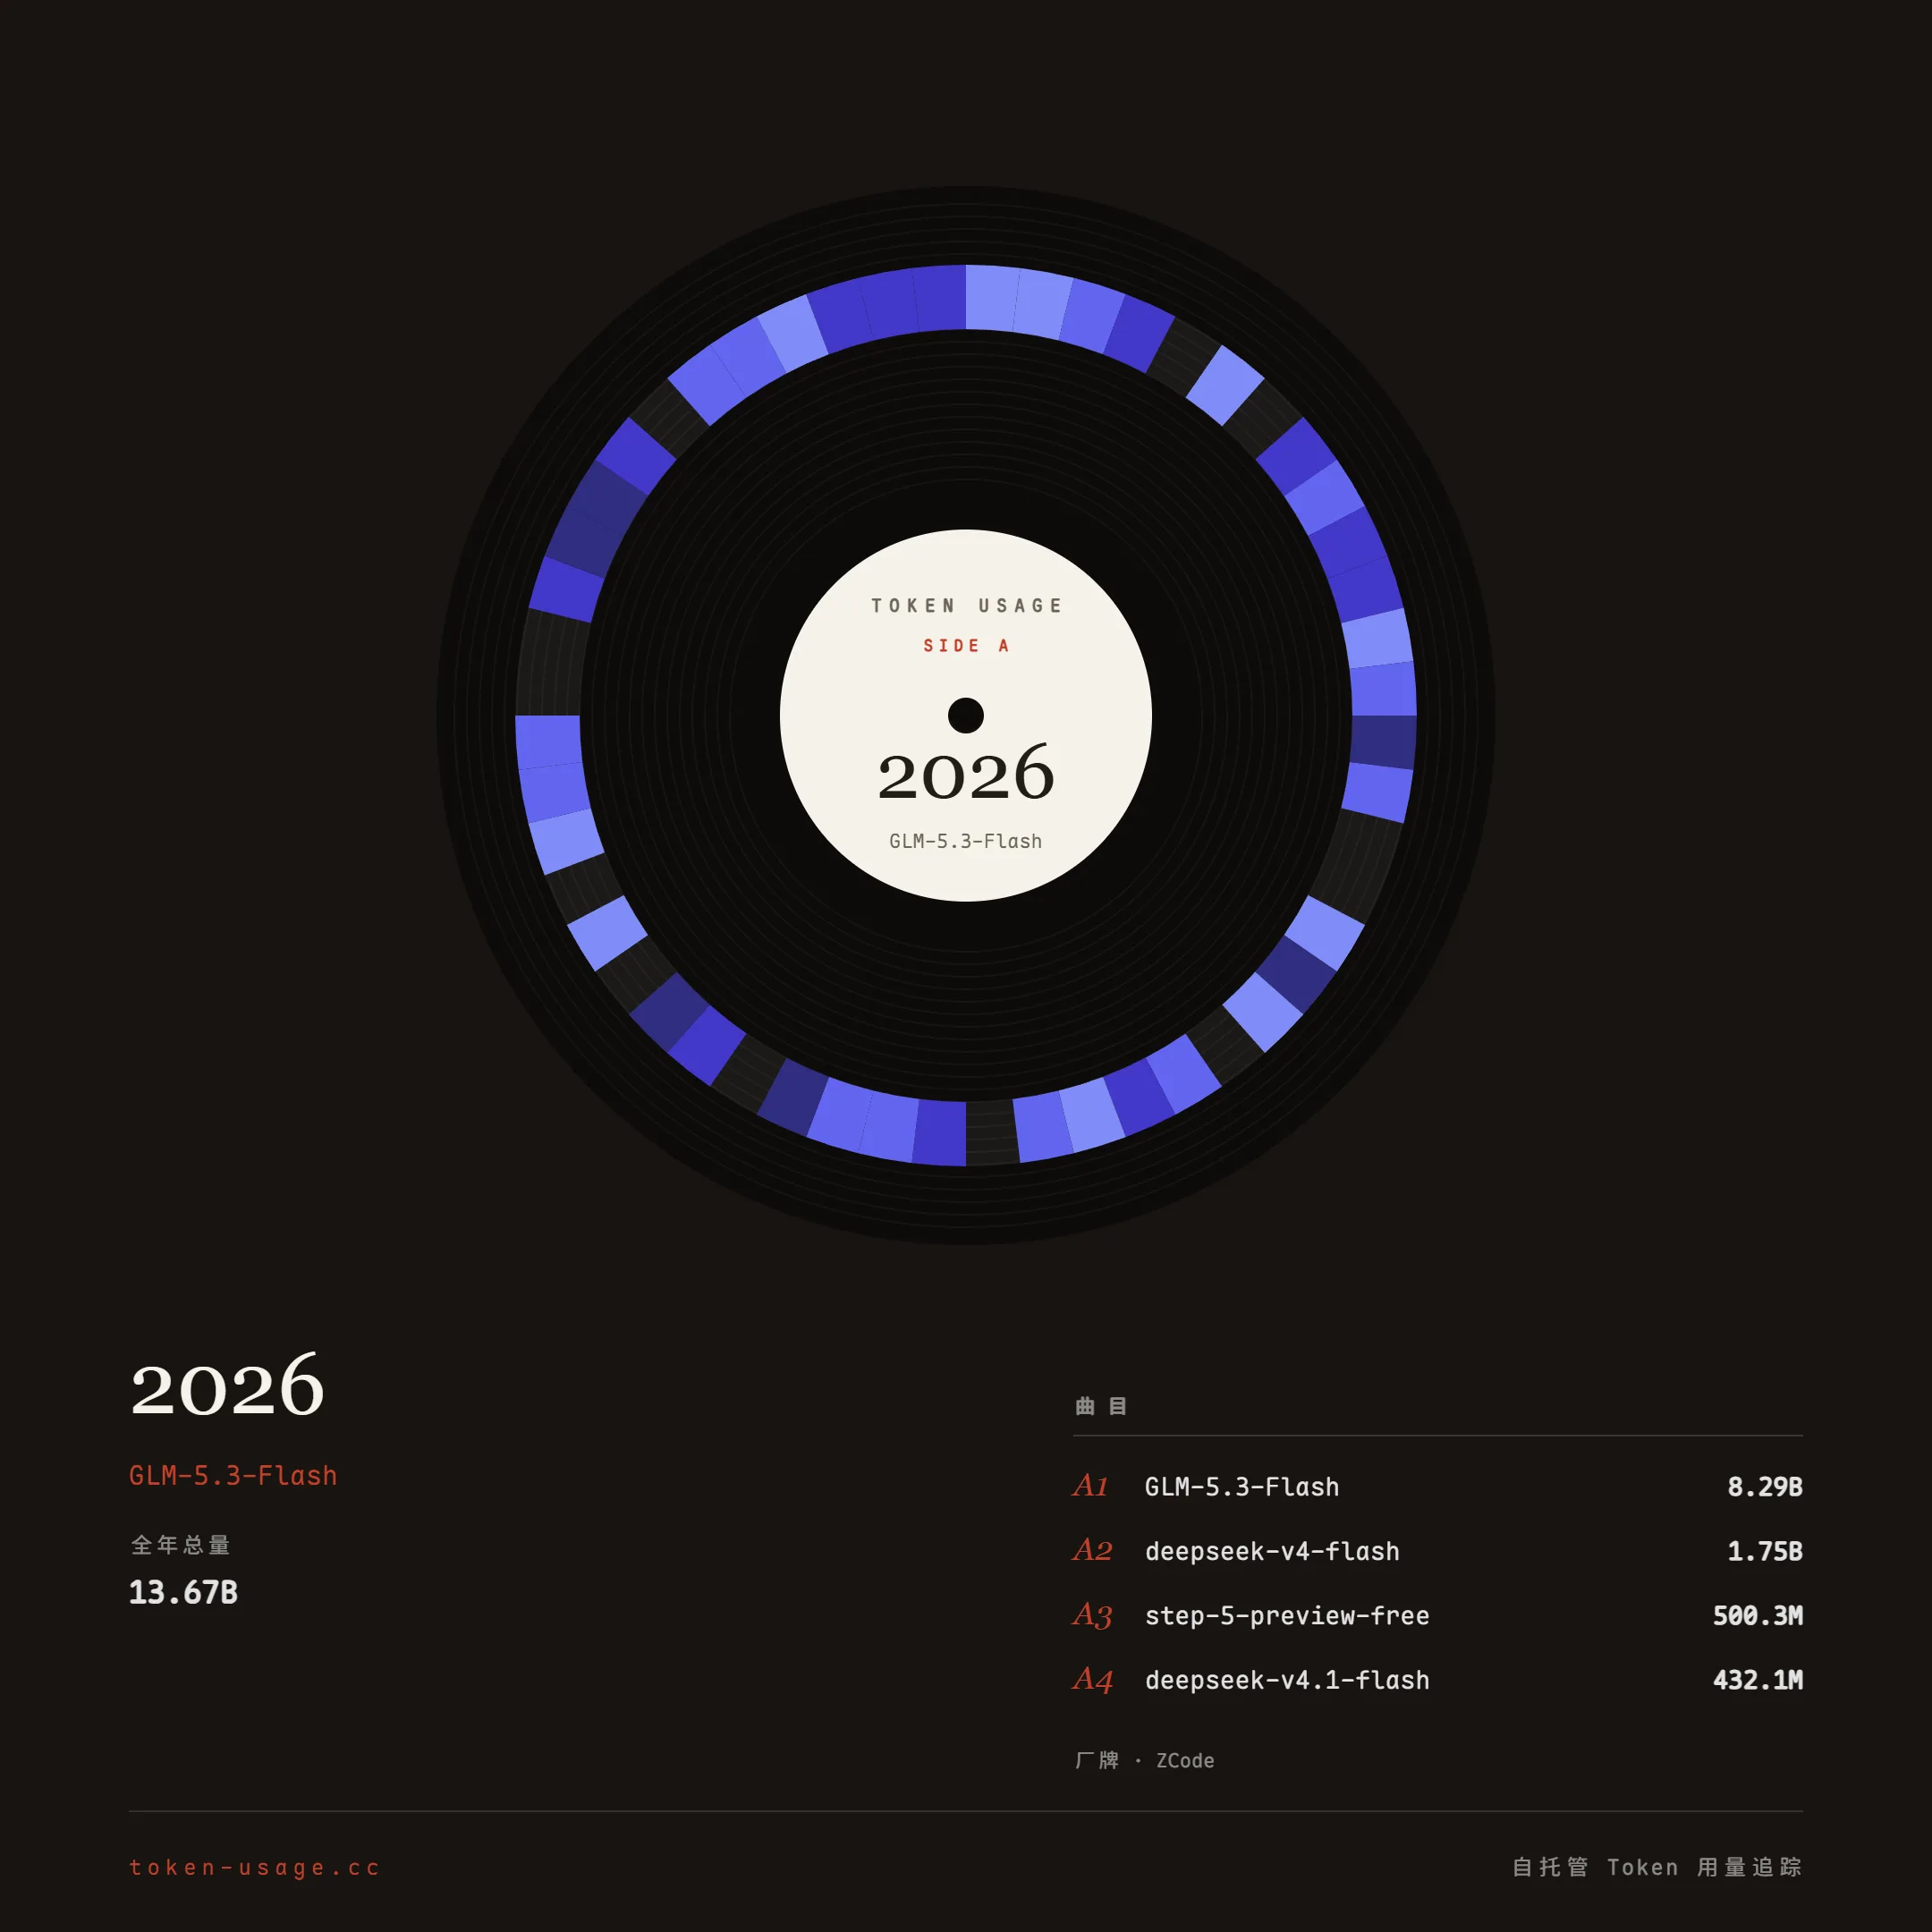 TOKEN USAGE
SIDE A
2026
GLM-5.3-Flash
2026
GLM-5.3-Flash
全年总量
13.67B
曲目
A1 GLM-5.3-Flash 8.29B
A2 deepseek-v4-flash 1.75B
A3 step-5-preview-free 500.3M
A4 deepseek-v4.1-flash 432.1M
厂牌 · ZCode
token-usage.cc
自托管 Token 用量追踪